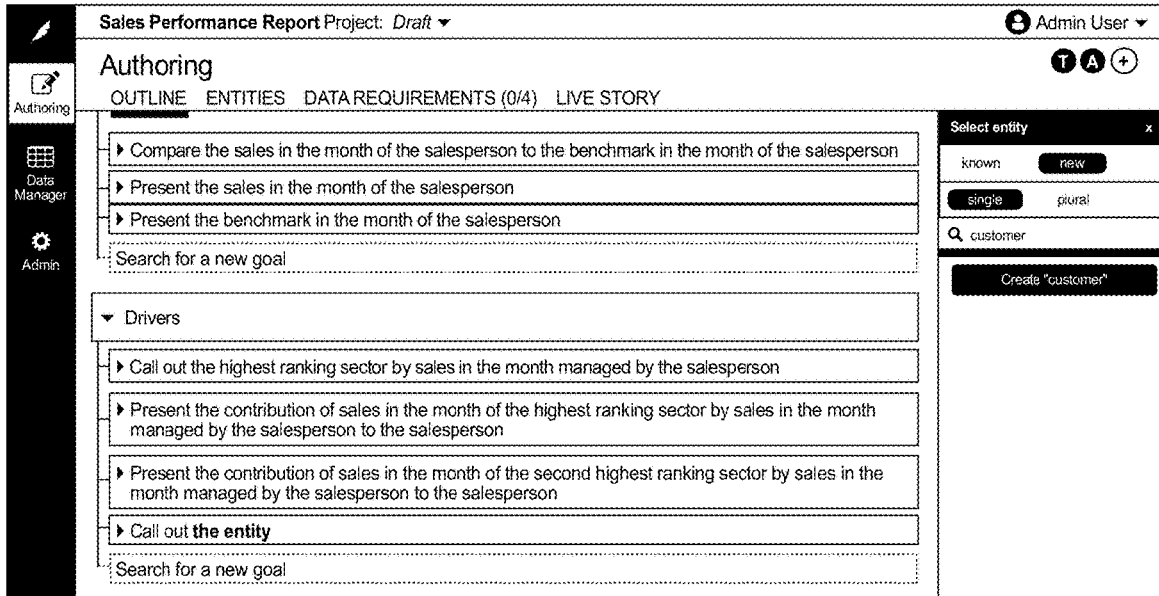 Sales Performance Report Project: Draft
Admin User
Authoring
T A +
OUTLINE ENTITIES DATA REQUIREMENTS (0/4) LIVE STORY
Authoring
Data
Manager
Admin
Compare the sales in the month of the salesperson to the benchmark in the month of the salesperson
Present the sales in the month of the salesperson
Present the benchmark in the month of the salesperson
Search for a new goal
Drivers
Call out the highest ranking sector by sales in the month managed by the salesperson
Present the contribution of sales in the month of the highest ranking sector by sales in the month
managed by the salesperson to the salesperson
Present the contribution of sales in the month of the second highest ranking sector by sales in the
month managed by the salesperson to the salesperson
Call out the entity
Search for a new goal
Select entity x
known new
single plural
customer
Create "customer"